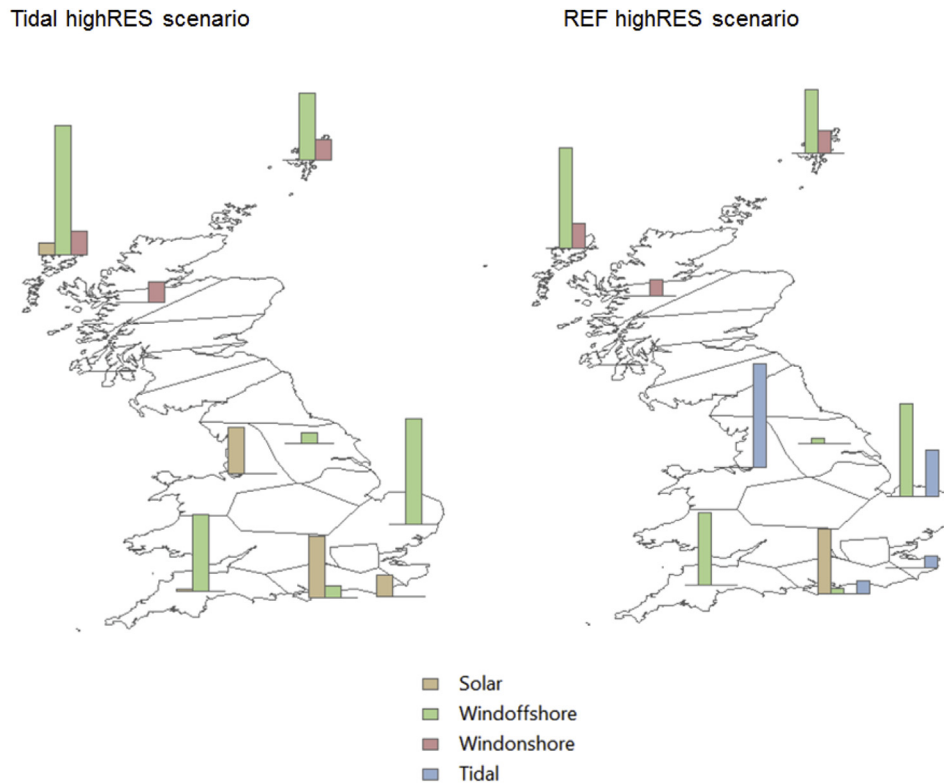 Tidal highRES scenario
REF highRES scenario
Solar
Windoffshore
Windonshore
Tidal